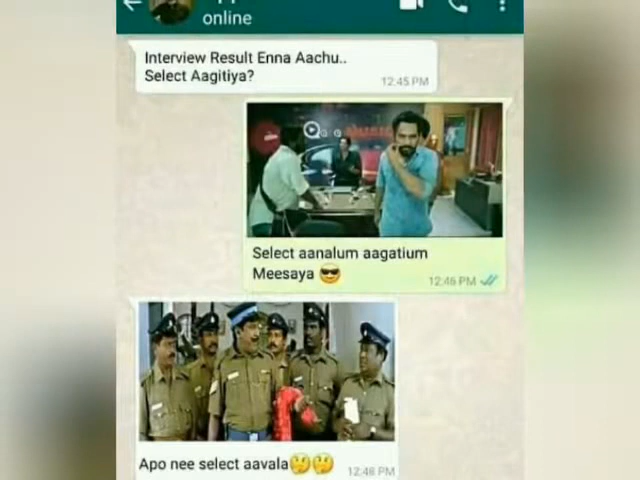 online
Interview Result Enna Aachu..
Select Aagitiya?
12:45 PM
Select aanalum aagatium
Meesaya 😎
12:46 PM
Apo nee select aavala🤔🤔
12:46 PM